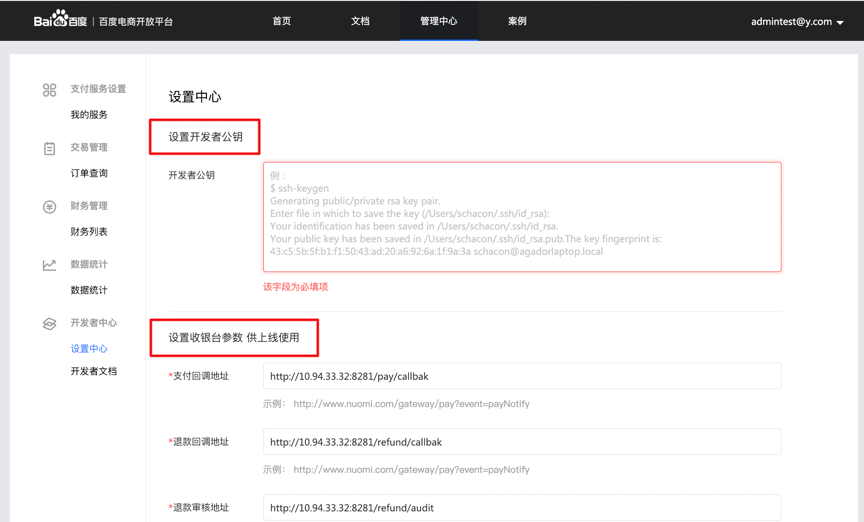 Bai du 百度 | 百度电商开放平台
首页
文档
管理中心
案例
admintest@y.com
支付服务设置
我的服务
交易管理
订单查询
财务管理
财务列表
数据统计
数据统计
开发者中心
设置中心
开发者文档
设置中心
设置开发者公钥
开发者公钥
例：
$ ssh-keygen
Generating public/private rsa key pair.
Enter file in which to save the key (/Users/schacon/.ssh/id_rsa):
Your identification has been saved in /Users/schacon/.ssh/id_rsa.
Your public key has been saved in /Users/schacon/.ssh/id_rsa.pub.The key fingerprint is:
43:c5:5b:5f:b1:f1:50:43:ad:20:a6:92:6a:1f:9a:3a schacon@agadorlaptop.local
该字段为必填项
设置收银台参数 供上线使用
*支付回调地址
http://10.94.33.32:8281/pay/callbak
示例： http://www.nuomi.com/gateway/pay?event=payNotify
*退款回调地址
http://10.94.33.32:8281/refund/callbak
示例： http://www.nuomi.com/gateway/pay?event=payNotify
*退款审核地址
http://10.94.33.32:8281/refund/audit